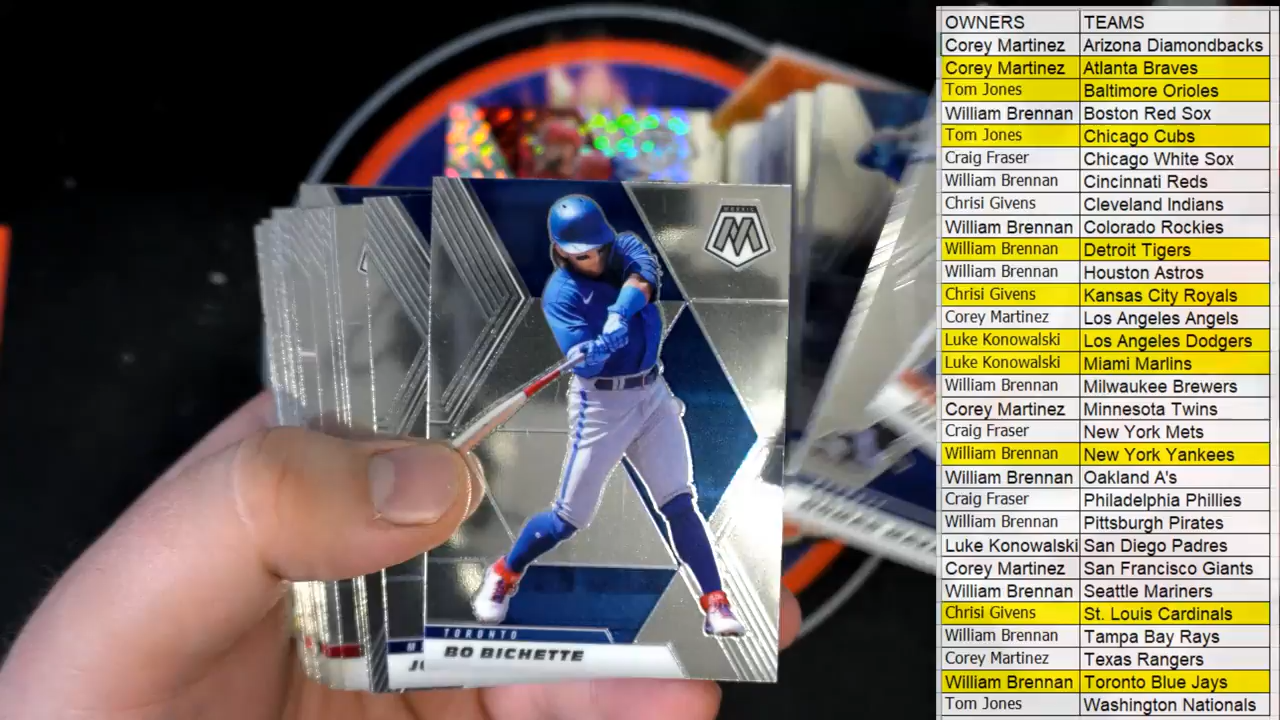 MOSAIC
M
TORONTO
BO BICHETTE
M
JO
OWNERS TEAMS
Corey Martinez Arizona Diamondbacks
Corey Martinez Atlanta Braves
Tom Jones Baltimore Orioles
William Brennan Boston Red Sox
Tom Jones Chicago Cubs
Craig Fraser Chicago White Sox
William Brennan Cincinnati Reds
Chrisi Givens Cleveland Indians
William Brennan Colorado Rockies
William Brennan Detroit Tigers
William Brennan Houston Astros
Chrisi Givens Kansas City Royals
Corey Martinez Los Angeles Angels
Luke Konowalski Los Angeles Dodgers
Luke Konowalski Miami Marlins
William Brennan Milwaukee Brewers
Corey Martinez Minnesota Twins
Craig Fraser New York Mets
William Brennan New York Yankees
William Brennan Oakland A's
Craig Fraser Philadelphia Phillies
William Brennan Pittsburgh Pirates
Luke Konowalski San Diego Padres
Corey Martinez San Francisco Giants
William Brennan Seattle Mariners
Chrisi Givens St. Louis Cardinals
William Brennan Tampa Bay Rays
Corey Martinez Texas Rangers
William Brennan Toronto Blue Jays
Tom Jones Washington Nationals